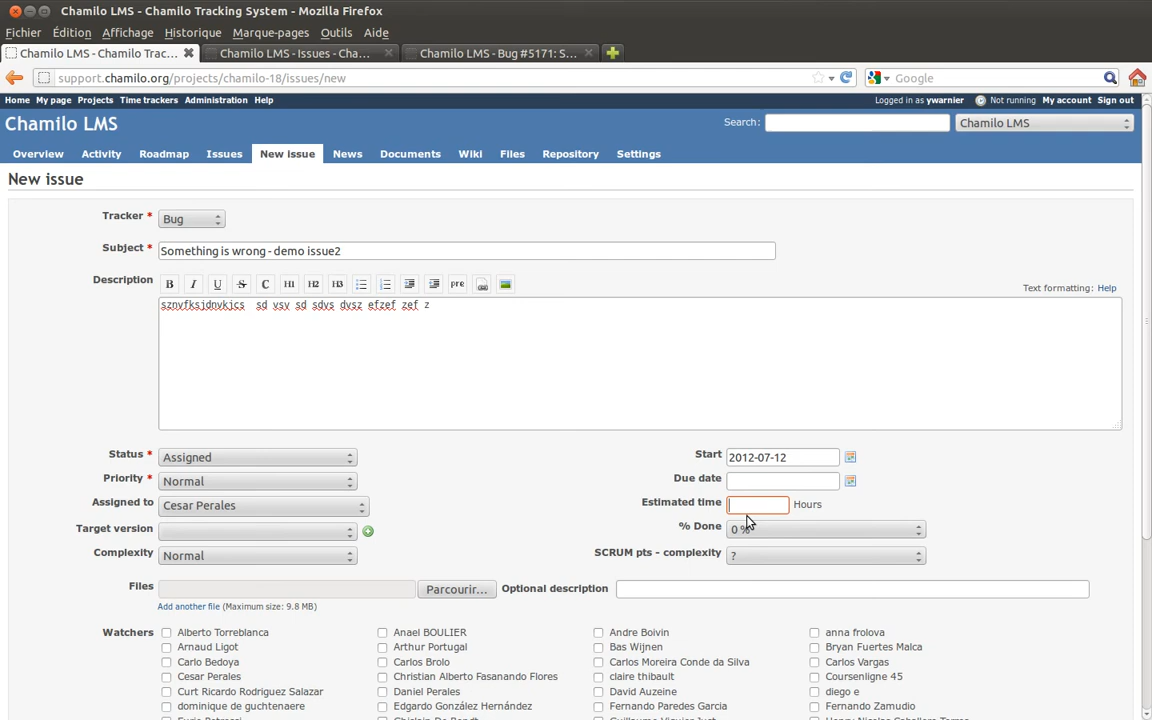 Chamilo LMS - Chamilo Tracking System - Mozilla Firefox
Fichier Édition Affichage Historique Marque-pages Outils Aide
Chamilo LMS - Chamilo Trac... Chamilo LMS - Issues - Cha... Chamilo LMS - Bug #5171: S...
support.chamilo.org/projects/chamilo-18/issues/new Google
Home My page Projects Time trackers Administration Help Logged in as ywarnier Not running My account Sign out
Chamilo LMS Search: Chamilo LMS
Overview Activity Roadmap Issues New issue News Documents Wiki Files Repository Settings
New issue
Tracker * Bug
Subject * Something is wrong - demo issue2
Description B I U S C H1 H2 H3 pre Text formatting: Help
sznvfksjdnvkjcs sd vsv sd sdvs dvsz efzef zef z
Status * Assigned Start 2012-07-12
Priority * Normal Due date
Assigned to Cesar Perales Estimated time Hours
Target version % Done 0 %
Complexity Normal SCRUM pts - complexity ?
Files Parcourir... Optional description
Add another file (Maximum size: 9.8 MB)
Watchers Alberto Torreblanca Anael BOULIER Andre Boivin anna frolova
Arnaud Ligot Arthur Portugal Bas Wijnen Bryan Fuertes Malca
Carlo Bedoya Carlos Brolo Carlos Moreira Conde da Silva Carlos Vargas
Cesar Perales Christian Alberto Fasanando Flores claire thibault Coursenligne 45
Curt Ricardo Rodriguez Salazar Daniel Perales David Auzeine diego e
dominique de guchtenaere Edgardo González Hernández Fernando Paredes Garcia Fernando Zamudio